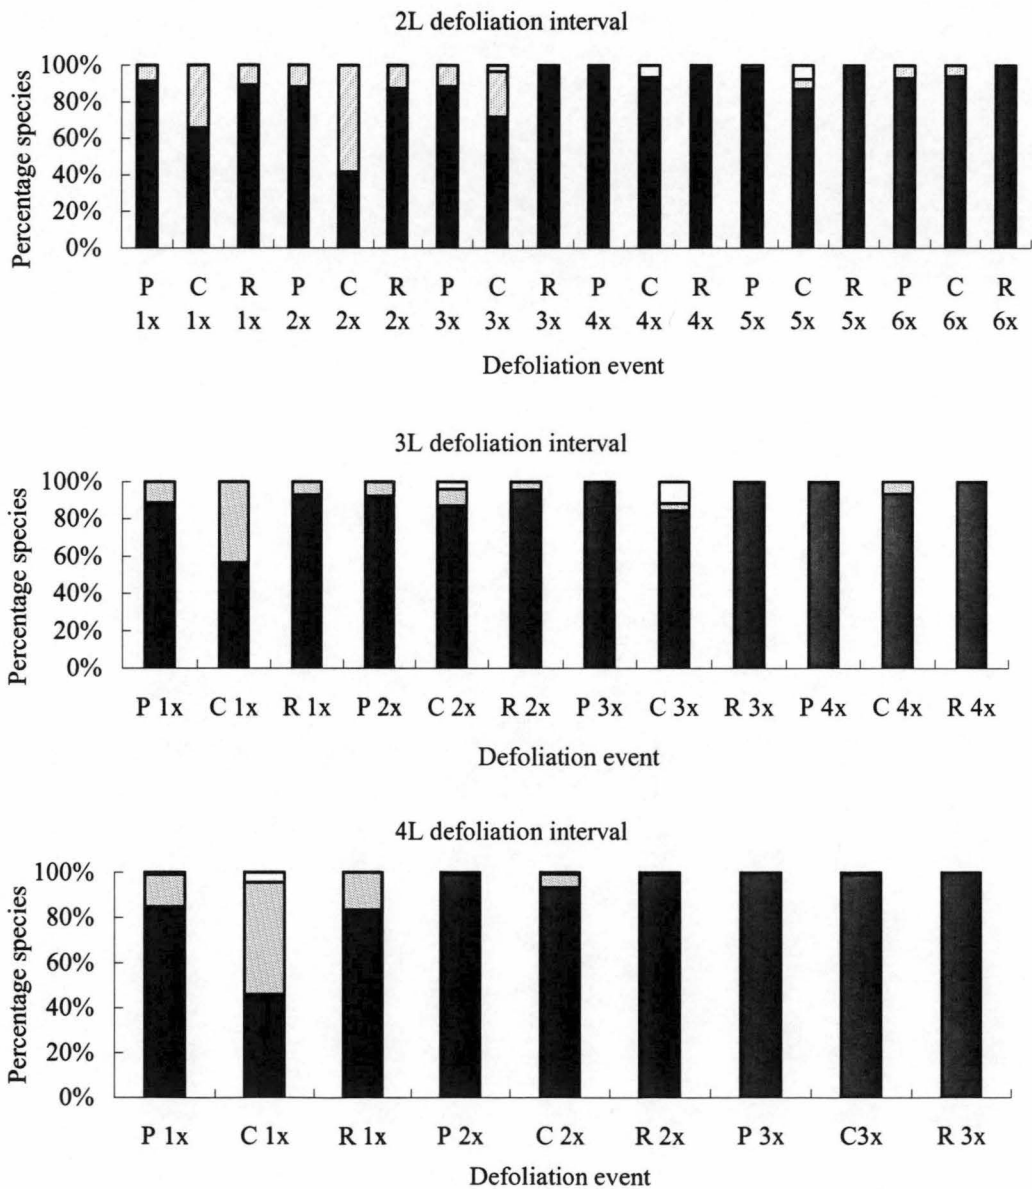 2L defoliation interval
Percentage species
100%
80%
60%
40%
20%
0%
P C R P C R P C R P C R P C R P C R
1x 1x 1x 2x 2x 2x 3x 3x 3x 4x 4x 4x 5x 5x 5x 6x 6x 6x
Defoliation event
3L defoliation interval
Percentage species
100%
80%
60%
40%
20%
0%
P 1x C 1x R 1x P 2x C 2x R 2x P 3x C 3x R 3x P 4x C 4x R 4x
Defoliation event
4L defoliation interval
Percentage species
100%
80%
60%
40%
20%
0%
P 1x C 1x R 1x P 2x C 2x R 2x P 3x C3x R 3x
Defoliation event